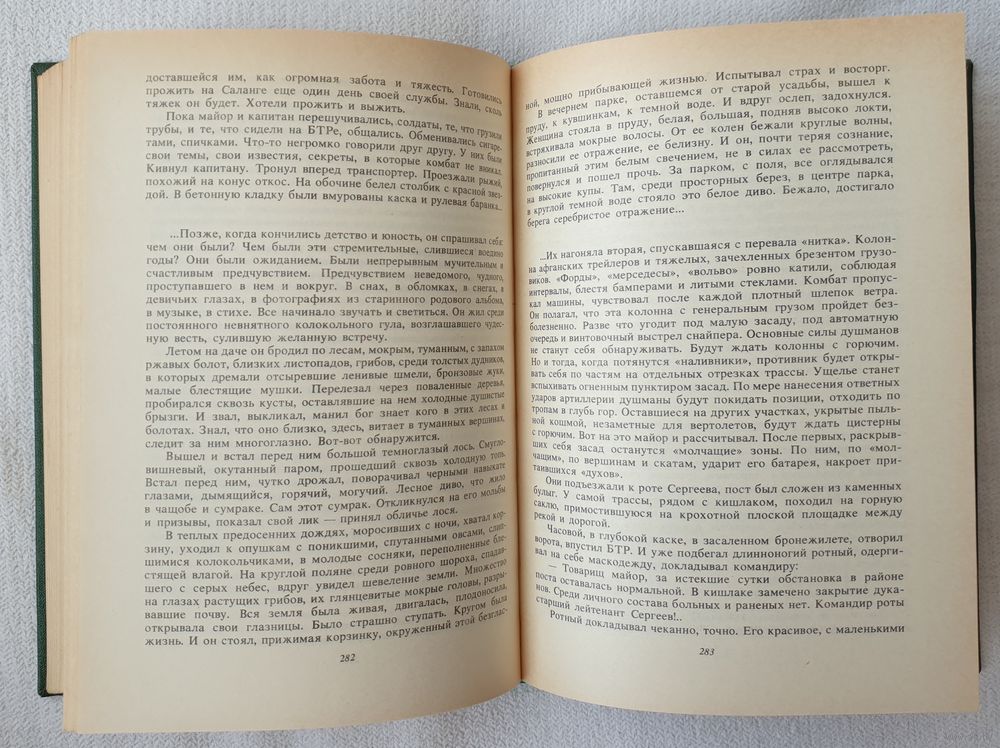 доставшейся им, как огромная забота и тяжесть. Готовились
прожить на Саланге еще один день своей службы. Знали, сколь
тяжек он будет. Хотели прожить и выжить.
Пока майор и капитан перешучивались, солдаты, те, что грузили
трубы, и те, что сидели на БТРе, общались. Обменивались сигаре-
тами, спичками. Что-то негромко говорили друг другу. У них были
свои темы, свои известия, секреты, в которые комбат не вникал.
Кивнул капитану. Тронул вперед транспортер. Проезжали рыжий,
похожий на конус откос. На обочине белел столбик с красной звез-
дой. В бетонную кладку были вмурованы каска и рулевая баранка...
...Позже, когда кончились детство и юность, он спрашивал себя:
чем они были? Чем были эти стремительные, слившиеся воедино
годы? Они были ожиданием. Были непрерывным мучительным и
счастливым предчувствием. Предчувствием неведомого, чудного,
проступавшего в нем и вокруг. В снах, в обломках, в снегах, в
девичьих глазах, в фотографиях из старинного родового альбома,
в музыке, в стихе. Все начинало звучать и светиться. Он жил среди
постоянного невнятного колокольного гула, возглашавшего чудес-
ную весть, сулившую желанную встречу.
Летом на даче он бродил по лесам, мокрым, туманным, с запахом
ржавых болот, близких листопадов, грибов, среди толстых дудников,
в которых дремали отсыревшие ленивые шмели, бронзовые жуки,
малые блестящие мушки. Перелезал через поваленные деревья,
пробирался сквозь кусты, оставлявшие на нем холодные душистые
брызги. И звал, выкликал, манил бог знает кого в этих лесах и
болотах. Знал, что оно близко, здесь, витает в туманных вершинах,
следит за ним многоглазно. Вот-вот обнаружится.
Вышел и встал перед ним большой темноглазый лось. Смугло-
вишневый, окутанный паром, прошедший сквозь холодную топь.
Встал перед ним, чутко дрожал, поворачивал черными навыкате
глазами, дымящийся, горячий, могучий. Лесное диво, что жило
в чащобе и сумраке. Сам этот сумрак. Откликнулся на его мольбы
и призывы, показал свой лик — принял обличье лося.
В теплых предосенних дождях, моросивших с ночи, хватал кор-
зину, уходил к опушкам с поникшими, спутанными овсами, слип-
шимися колокольчиками, в молодые сосняки, переполненные бле-
стящей влагой. На круглой поляне среди ровного шороха, спадав-
шего с серых небес, вдруг увидел шевеление земли. Множество
на глазах растущих грибов, их глянцевитые мокрые головы, разры-
вавшие почву. Вся земля была живая, двигалась, плодоносила,
открывала свои глазницы. Было страшно ступать. Кругом была
жизнь. И он стоял, прижимая корзинку, окруженный этой безглас-
282
ной, мощно прибывающей жизнью. Испытывал страх и восторг.
В вечернем парке, оставшемся от старой усадьбы, вышел к
пруду, к кувшинкам, к темной воде. И вдруг ослеп, задохнулся.
Женщина стояла в пруду, белая, большая, подняв высоко локти,
встряхивала мокрые волосы. От ее колен бежали круглые волны,
разносили ее отражение, ее белизну. И он, почти теряя сознание,
пропитанный этим белым свечением, не в силах ее рассмотреть,
повернулся и пошел прочь. За парком, с поля, все оглядывался
на высокие купы. Там, среди просторных берез, в центре парка,
в круглой темной воде стояло это белое диво. Бежало, достигало
берега серебристое отражение...
...Их нагоняла вторая, спускавшаяся с перевала «нитка». Колон-
на афганских трейлеров и тяжелых, зачехленных брезентом грузо-
виков. «Форды», «мерседесы», «вольво» ровно катили, соблюдая
интервалы, блестя бамперами и литыми стеклами. Комбат пропус-
кал машины, чувствовал после каждой плотный шлепок ветра.
Он полагал, что эта колонна с генеральным грузом пройдет без-
болезненно. Разве что угодит под малую засаду, под автоматную
очередь и винтовочный выстрел снайпера. Основные силы душманов
не станут себя обнаруживать. Будут ждать колонны с горючим.
Но и тогда, когда потянутся «наливники», противник будет откры-
вать себя по частям на отдельных отрезках трассы. Ущелье станет
вспыхивать огненным пунктиром засад. По мере нанесения ответных
ударов артиллерии душманы будут покидать позиции, отходить по
тропам в глубь гор. Оставшиеся на других участках, укрытые пыль-
ной кошмой, незаметные для вертолетов, будут ждать цистерны
с горючим. Вот на это майор и рассчитывал. После первых, раскрыв-
ших себя засад останутся «молчащие» зоны. По ним, по «мол-
чащим», по вершинам и скатам, ударит его батарея, накроет при-
таившихся «духов».
Они подъезжали к роте Сергеева, пост был сложен из каменных
булыг. У самой трассы, рядом с кишлаком, походил на горную
саклю, примостившуюся на крохотной плоской площадке между
рекой и дорогой.
Часовой, в глубокой каске, в засаленном бронежилете, отворил
ворота, впустил БТР. И уже подбегал длинноногий ротный, одерги-
вал на себе маскодежду, докладывал командиру:
— Товарищ майор, за истекшие сутки обстановка в районе
поста оставалась нормальной. В кишлаке замечено закрытие дука-
нов. Среди личного состава больных и раненых нет. Командир роты
старший лейтенант Сергеев!..
Ротный докладывал чеканно, точно. Его красивое, с маленькими
283